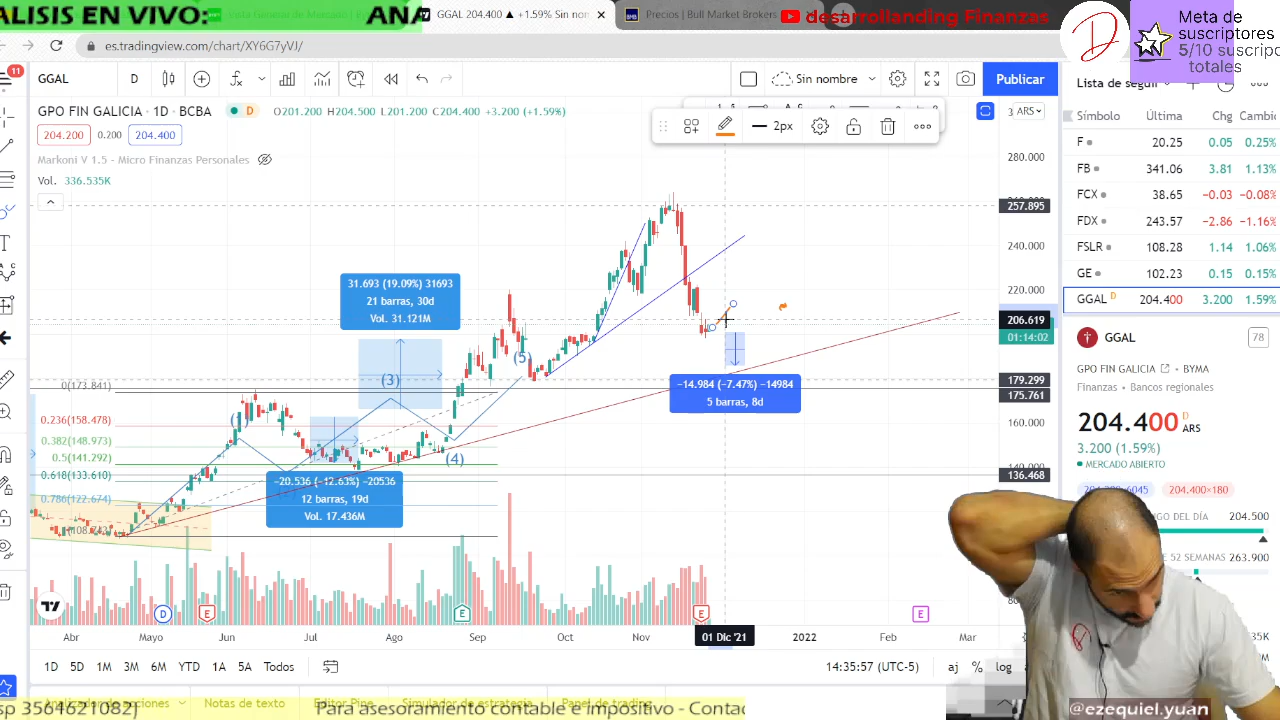 ALISIS EN VIVO:
ANA
GGAL 204.400 ▲ +1.59% Sin nom
Precios | Bull Market Brokers
desarrollanding Finanzas
Meta de
suscriptores
5/10 suscripto
totales
es.tradingview.com/chart/XY6G7yVJ/
11
GGAL
D
Sin nombre
Publicar
Lista de segui
GPO FIN GALICIA · 1D · BCBA
D
O201.200 H204.500 L201.200 C204.400 +3.200 (+1.59%)
204.200 0.200 204.400
Markoni V 1.5 - Micro Finanzas Personales
Vol. 336.535K
2px
ARS
Símbolo Última Chg Cambio
F 20.25 0.05 0.25%
FB 341.06 3.81 1.13%
FCX 38.65 −0.03 −0.08%
FDX 243.57 −2.86 −1.16%
FSLR 108.28 1.14 1.06%
GE 102.23 0.15 0.15%
GGAL D 204.400 3.200 1.59%
280.000
257.895
240.000
220.000
206.619
01:14:02
179.299
175.761
160.000
140.000
136.468
31.693 (19.09%) 31693
21 barras, 30d
Vol. 31.121M
−14.984 (−7.47%) −14984
5 barras, 8d
−20.536 (−12.63%) −20536
12 barras, 19d
Vol. 17.436M
0(173.841)
0.236(158.478)
0.382(148.973)
0.5(141.292)
0.618(133.610)
0.786(122.674)
(1)
(3)
(4)
(5)
GGAL
78
GPO FIN GALICIA
BYMA
Finanzas • Bancos regionales
204.400 D ARS
3.200 (1.59%)
MERCADO ABIERTO
204.400×180
204.500
SEMANAS 263.900
D
E
E
E
E
Abr Mayo Jun Jul Ago Sep Oct Nov 01 Dic '21 2022 Feb Mar
1D 5D 1M 3M 6M YTD 1A 5A Todos
14:35:57 (UTC-5)
aj % log
Notas de texto
Editor Pine
Simulador de estrategia
Panel de trading
sp 3564621082)
Para asesoramiento contable e impositivo - Contac
@ezequiel.yuan